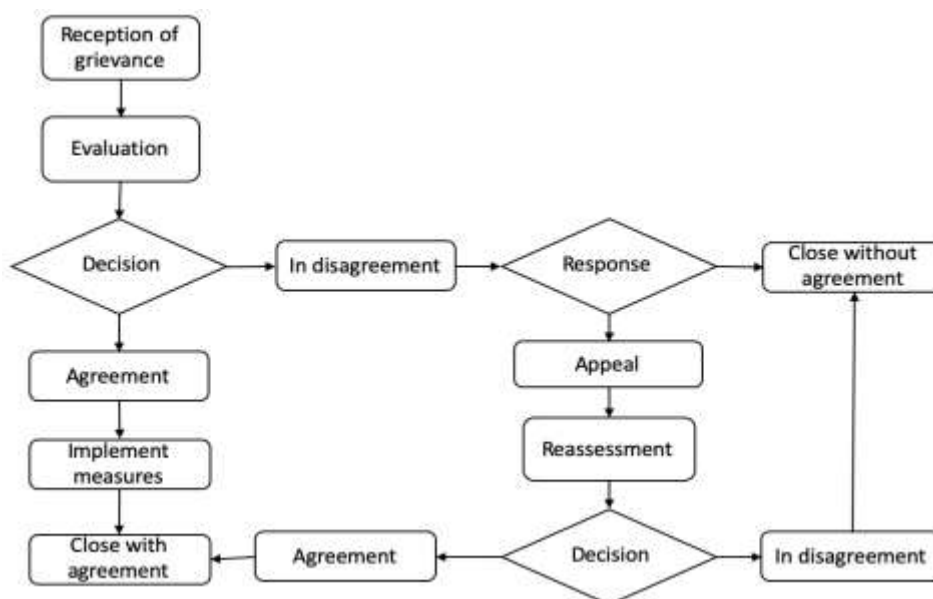 Reception of
grievance
Evaluation
Decision
In disagreement
Response
Close without
agreement
Agreement
Appeal
Implement
measures
Reassessment
Close with
agreement
Agreement
Decision
In disagreement